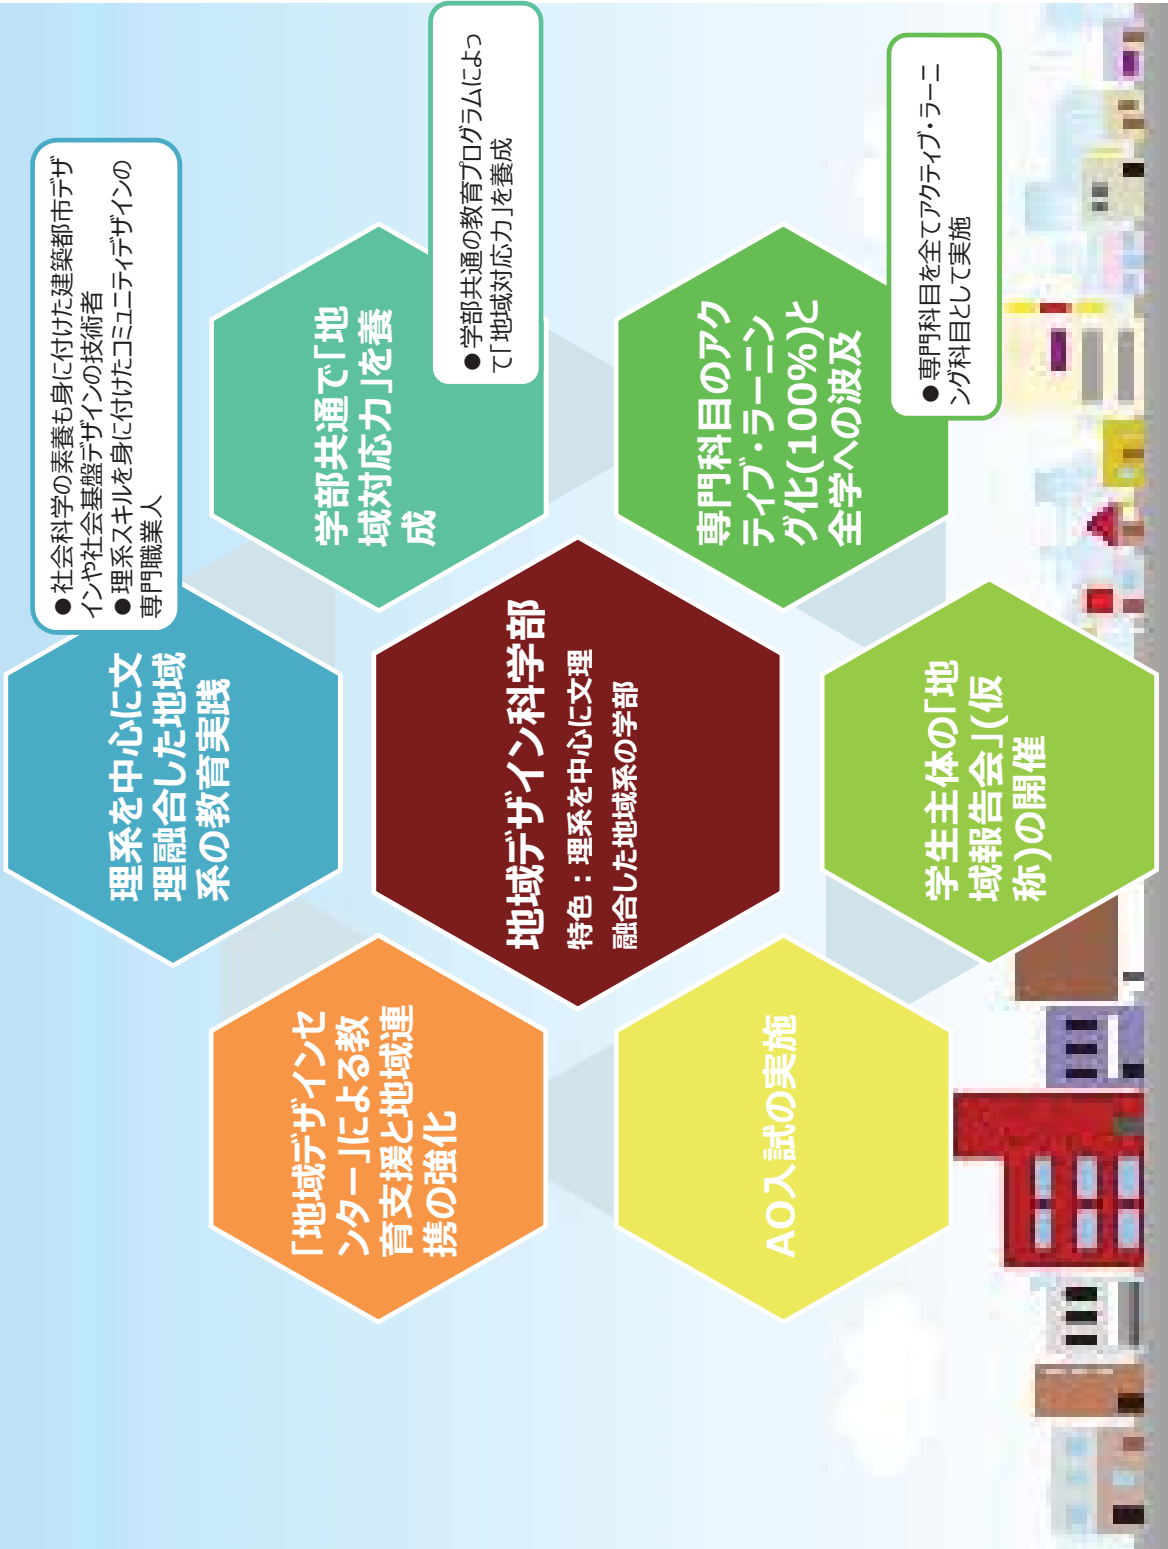 理系を中心に文
理融合した地域
系の教育実践
●社会科学の素養も身に付けた建築都市デザ
インや社会基盤デザインの技術者
●理系スキルを身に付けたコミュニティデザインの
専門職業人
学部共通で「地
域対応力」を養
成
●学部共通の教育プログラムによっ
て「地域対応力」を養成
専門科目のアク
ティブ・ラーニン
グ化(100%)と
全学への波及
●専門科目を全てアクティブ・ラーニ
ング科目として実施
学生主体の「地
域報告会」(仮
称)の開催
AO入試の実施
「地域デザインセ
ンター」による教
育支援と地域連
携の強化
地域デザイン科学部
特色：理系を中心に文理
融合した地域系の学部